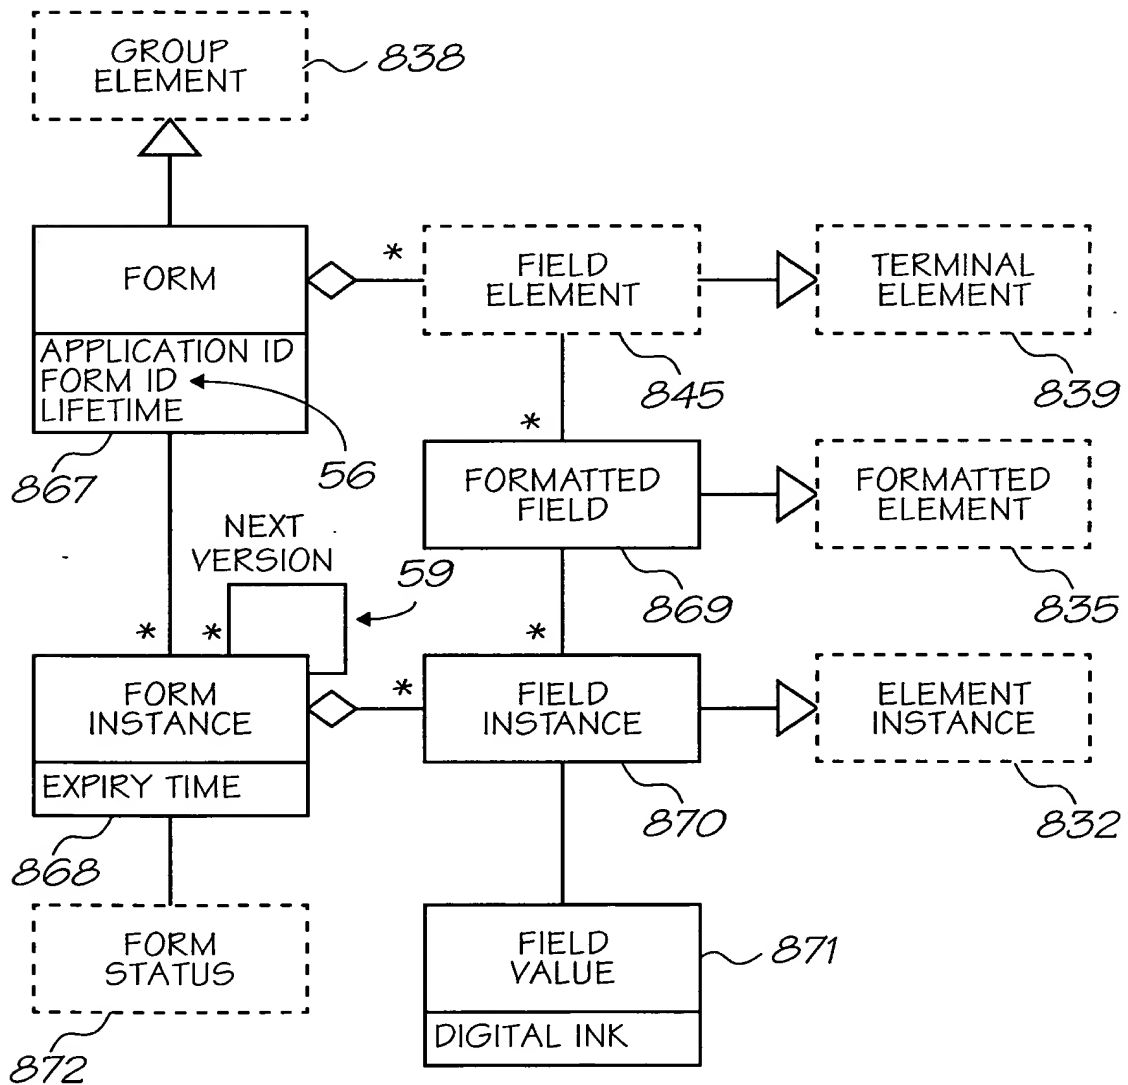 GROUP
ELEMENT
838
FORM
*
FIELD
ELEMENT
TERMINAL
ELEMENT
APPLICATION ID
FORM ID
LIFETIME
845
839
*
867
56
FORMATTED
FIELD
FORMATTED
ELEMENT
NEXT
VERSION
59
869
835
*
*
*
FORM
INSTANCE
*
FIELD
INSTANCE
ELEMENT
INSTANCE
EXPIRY TIME
870
832
868
FORM
STATUS
FIELD
VALUE
871
DIGITAL INK
872